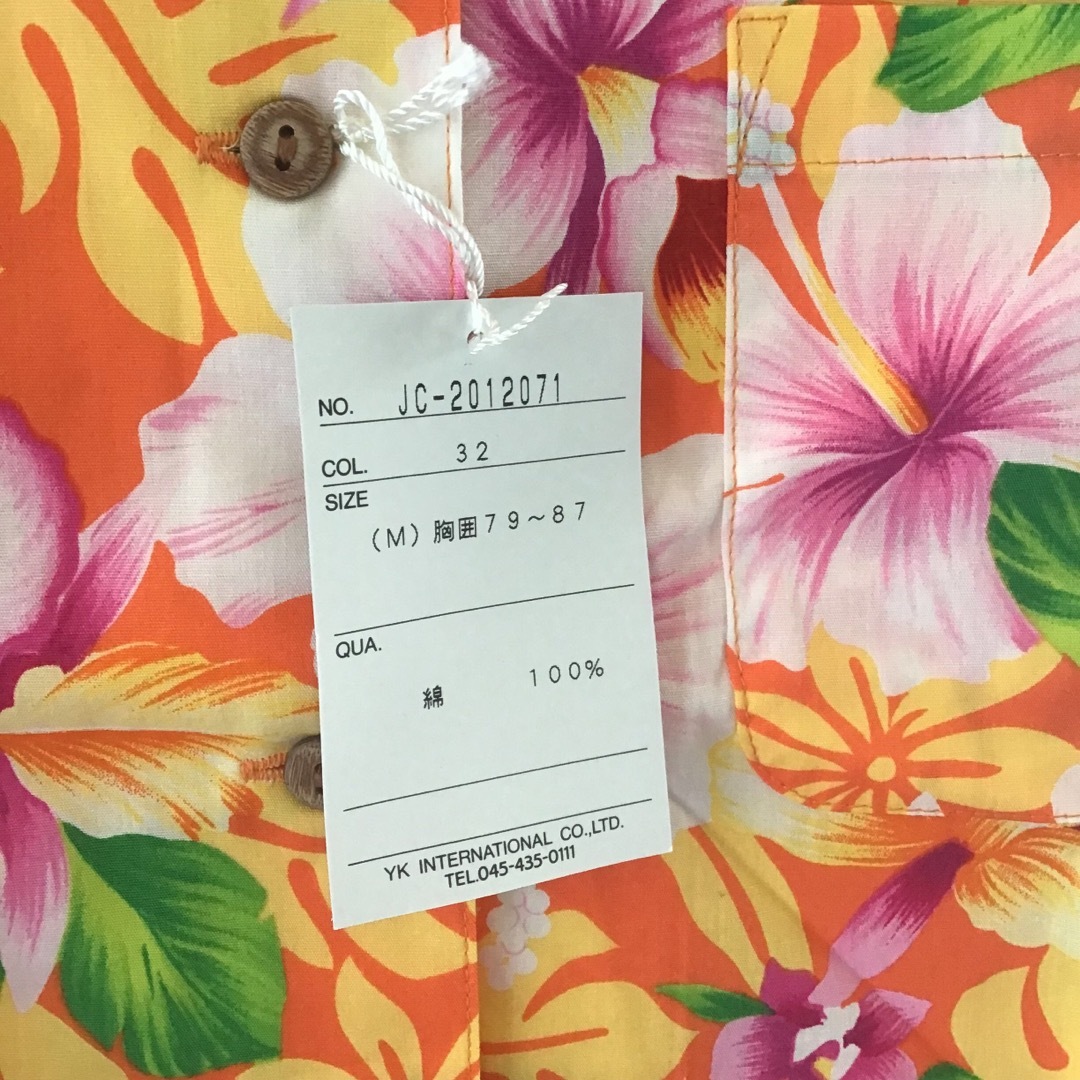 NO. JC-2012071
COL. 32
SIZE
(M) 胸囲79~87
QUA.
綿 100%
YK INTERNATIONAL CO.,LTD.
TEL.045-435-0111